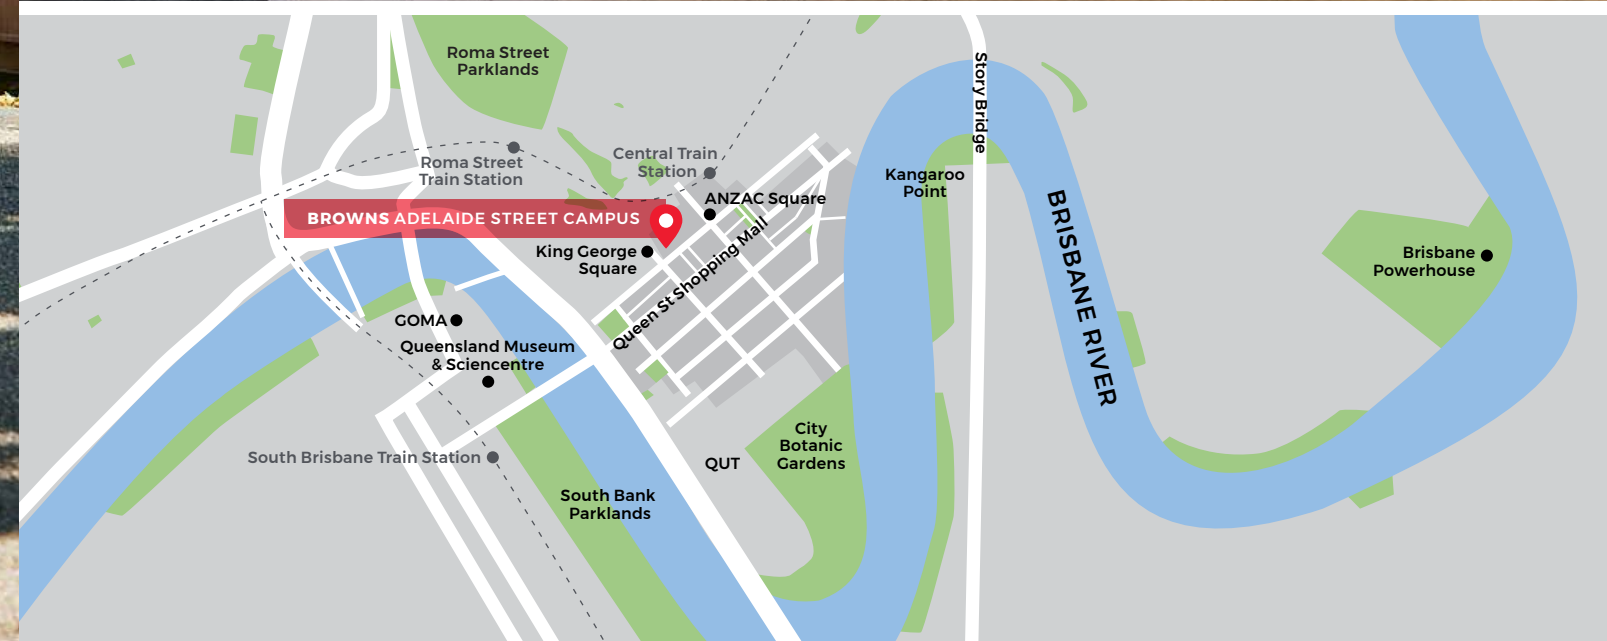 Roma Street
Parklands
Story Bridge
Roma Street
Train Station
Central Train
Station
Kangaroo
Point
ANZAC Square
BROWNS ADELAIDE STREET CAMPUS
King George
Square
Queen St Shopping Mall
BRISBANE RIVER
Brisbane
Powerhouse
GOMA
Queensland Museum
& Sciencentre
South Brisbane Train Station
QUT
City
Botanic
Gardens
South Bank
Parklands